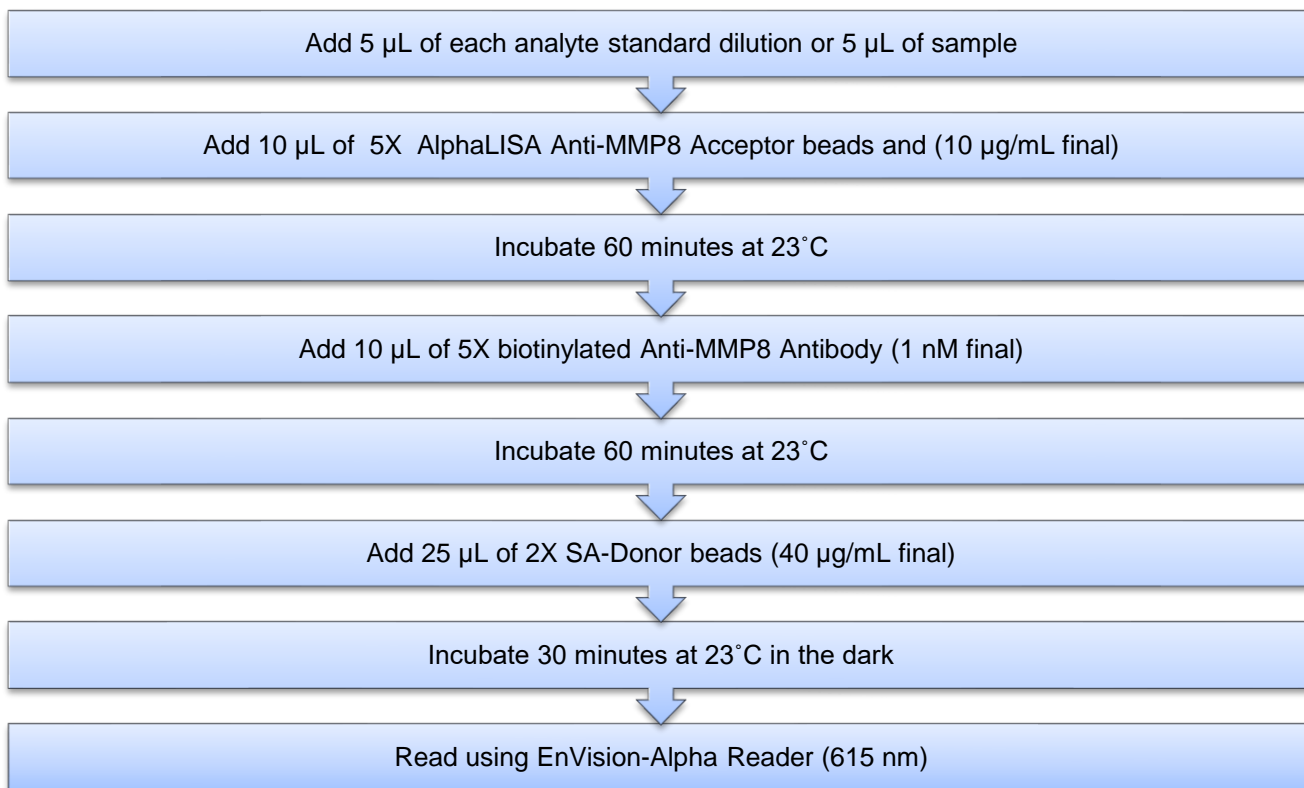 Add 5 µL of each analyte standard dilution or 5 µL of sample
Add 10 µL of  5X  AlphaLISA Anti-MMP8 Acceptor beads and (10 µg/mL final)
Incubate 60 minutes at 23˚C
Add 10 µL of 5X biotinylated Anti-MMP8 Antibody (1 nM final)
Incubate 60 minutes at 23˚C
Add 25 µL of 2X SA-Donor beads (40 µg/mL final)
Incubate 30 minutes at 23˚C in the dark
Read using EnVision-Alpha Reader (615 nm)